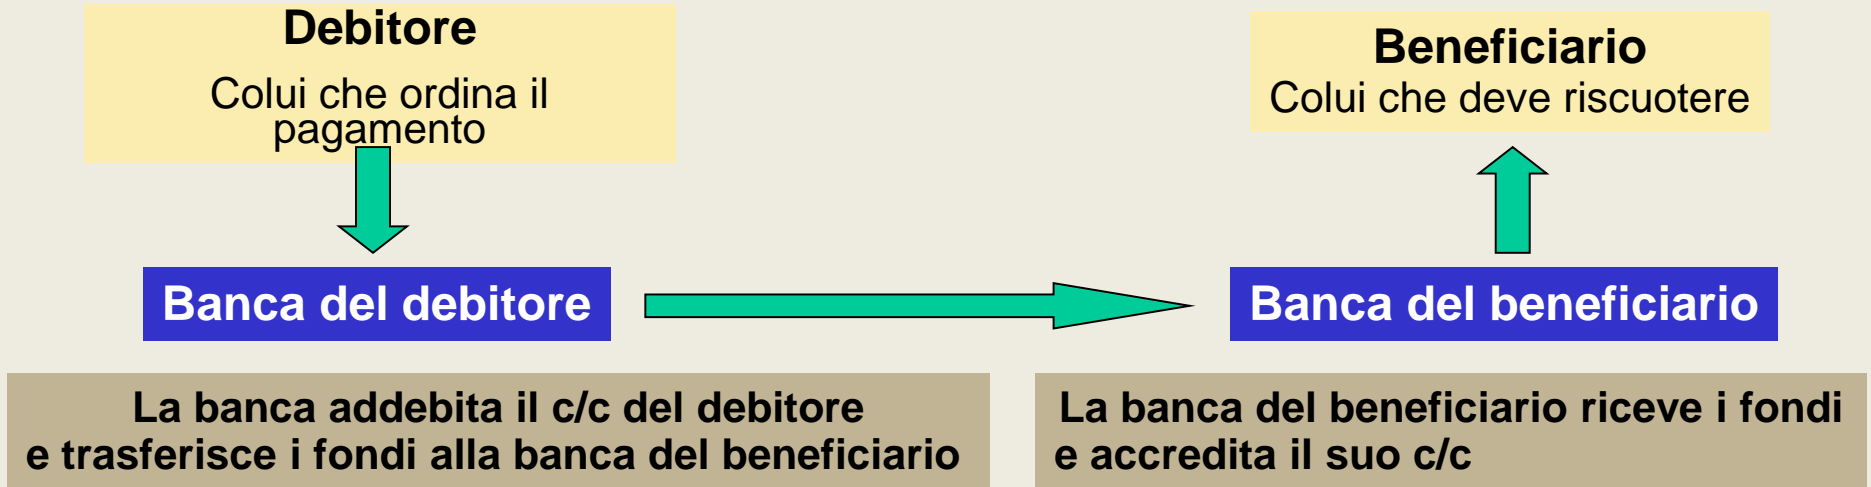 Debitore
Colui che ordina il
pagamento
Beneficiario
Colui che deve riscuotere
Banca del debitore
Banca del beneficiario
La banca addebita il c/c del debitore
e trasferisce i fondi alla banca del beneficiario
La banca del beneficiario riceve i fondi
e accredita il suo c/c